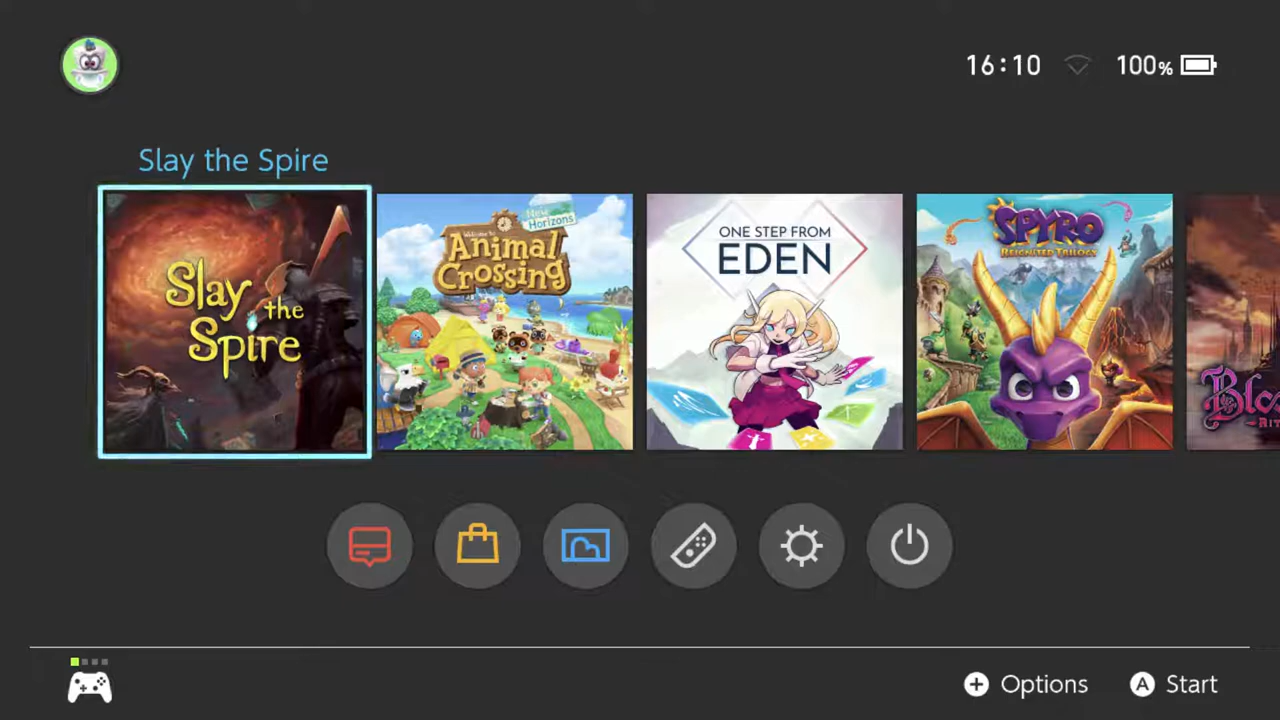 16:10
100%
Slay the Spire
Slay
the
Spire
New
Horizons
Welcome to
Animal
Crossing
ONE STEP FROM
EDEN
SPYRO
REIGNITED TRILOGY
Options
Start